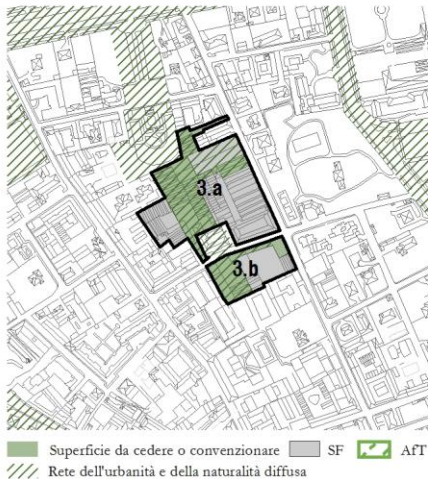 3.a
3.b
Superficie da cedere o convenzionare SF AfT
Rete dell'urbanità e della naturalità diffusa